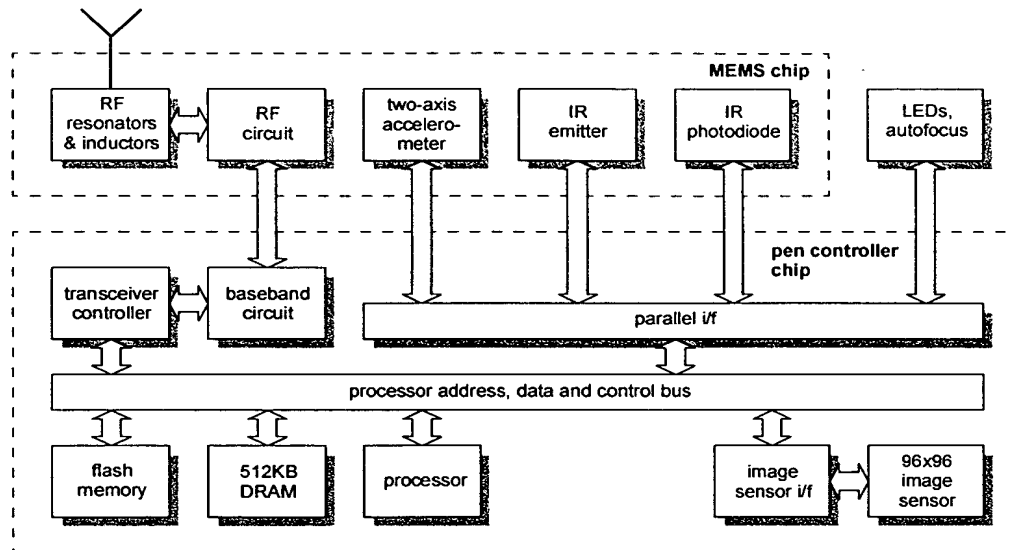 MEMS chip
RF
resonators
& inductors
RF
circuit
two-axis
accelero-
meter
IR
emitter
IR
photodiode
LEDs,
autofocus
pen controller
chip
transceiver
controller
baseband
circuit
parallel i/f
processor address, data and control bus
flash
memory
512KB
DRAM
processor
image
sensor i/f
96x96
image
sensor